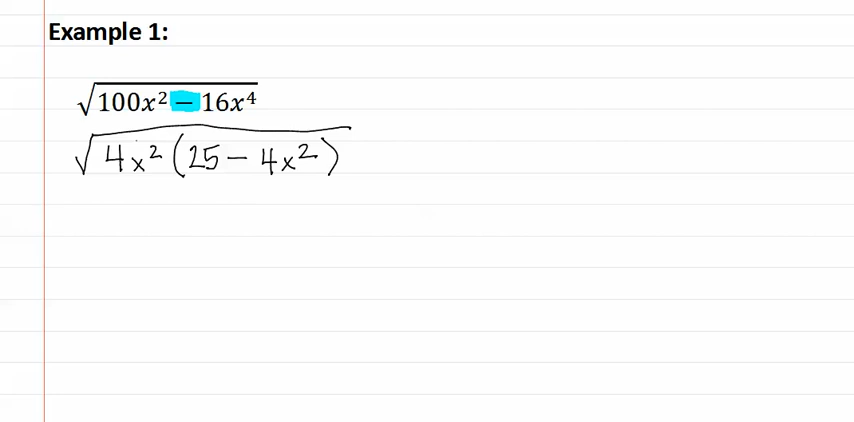 Example 1:
√100x² − 16x⁴
√4x² (25 − 4x²)